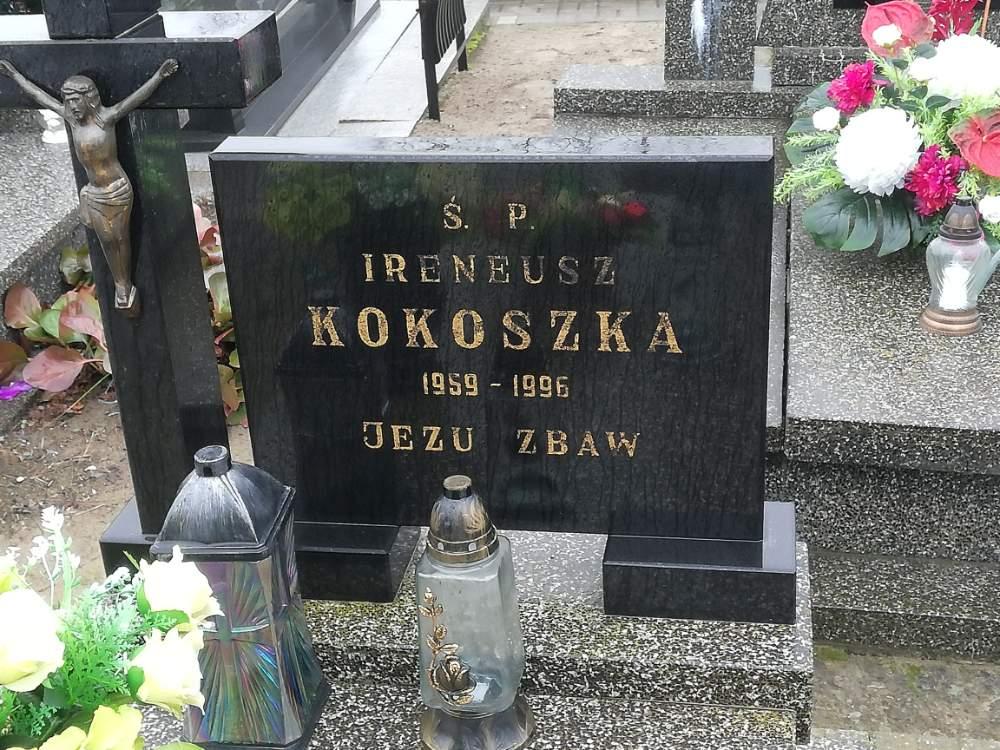 Ś. P.
IRENEUSZ
KOKOSZKA
1959 - 1996
JEZU ZBAW